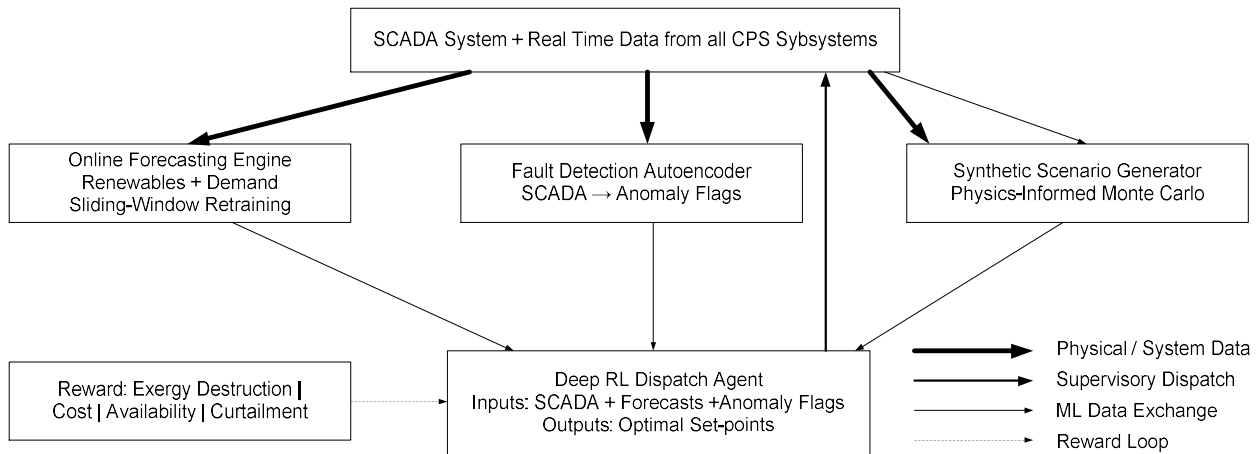 SCADA System + Real Time Data from all CPS Sybsystems
Online Forecasting Engine
Renewables + Demand
Sliding-Window Retraining
Fault Detection Autoencoder
SCADA → Anomaly Flags
Synthetic Scenario Generator
Physics-Informed Monte Carlo
Reward: Exergy Destruction |
Cost | Availability | Curtailment
Deep RL Dispatch Agent
Inputs: SCADA + Forecasts +Anomaly Flags
Outputs: Optimal Set-points
Physical / System Data
Supervisory Dispatch
ML Data Exchange
Reward Loop